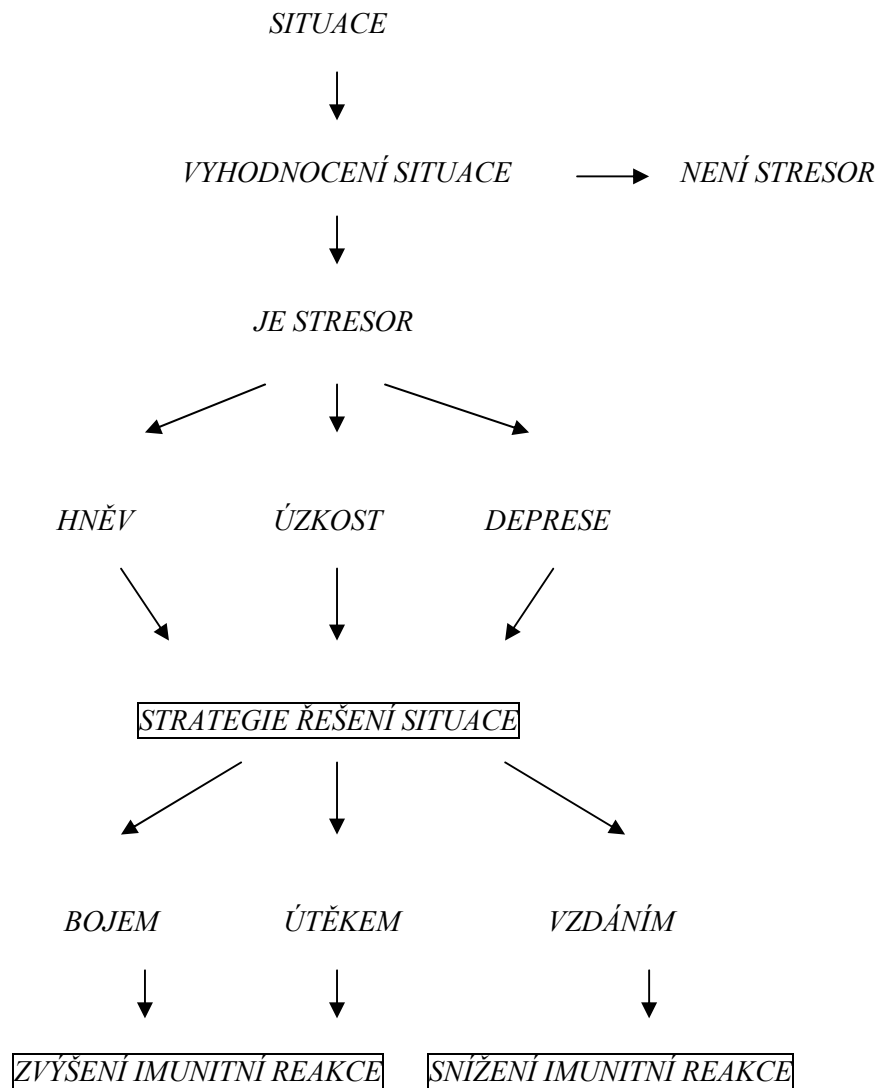 SITUACE
VYHODNOCENÍ SITUACE NENÍ STRESOR
JE STRESOR
HNĚV ÚZKOST DEPRESE
STRATEGIE ŘEŠENÍ SITUACE
BOJEM ÚTĚKEM VZDÁNÍM
ZVÝŠENÍ IMUNITNÍ REAKCE SNÍŽENÍ IMUNITNÍ REAKCE